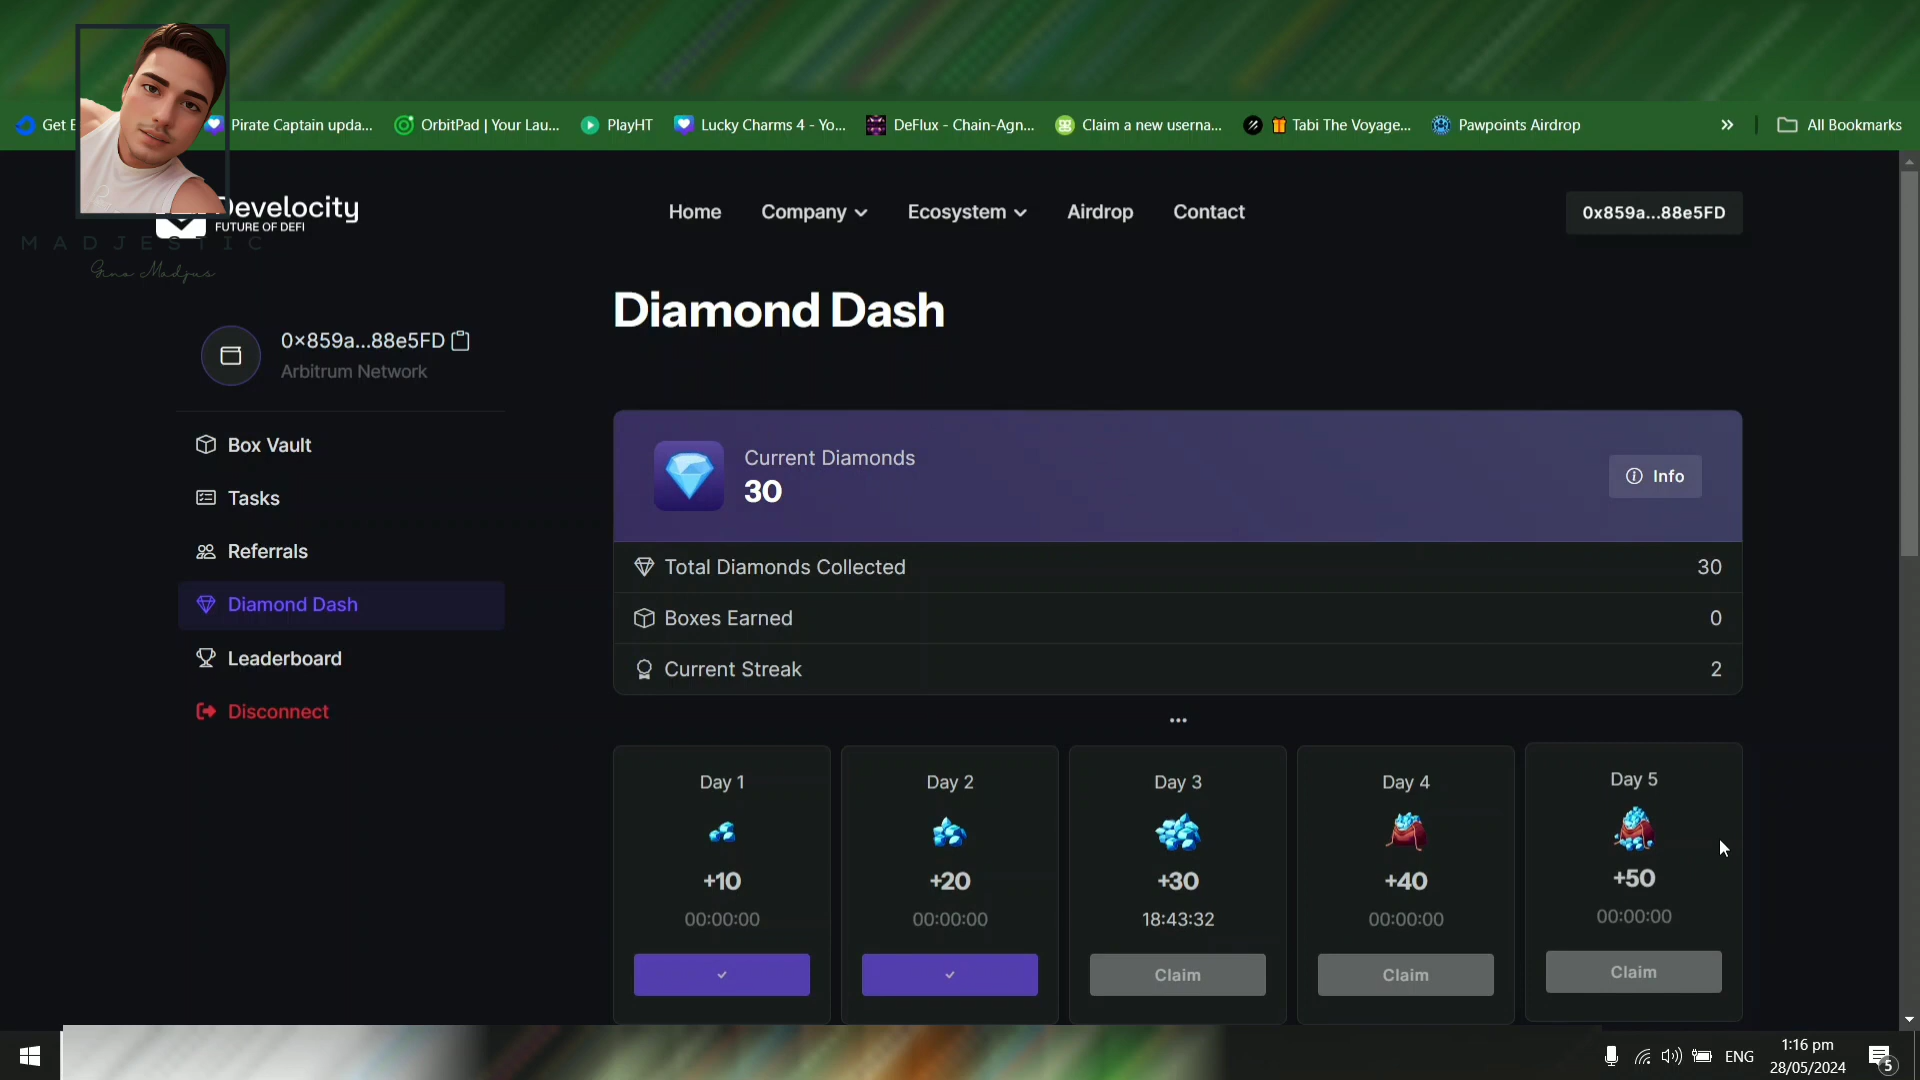 Get
Pirate Captain upda...
OrbitPad | Your Lau...
PlayHT
Lucky Charms 4 - Yo...
DeFlux - Chain-Agn...
Claim a new userna...
Tabi The Voyage...
Pawpoints Airdrop
All Bookmarks
Develocity
FUTURE OF DEFI
MADJESTIC
Gino Madjus
Home
Company
Ecosystem
Airdrop
Contact
0x859a...88e5FD
Diamond Dash
0x859a...88e5FD
Arbitrum Network
Box Vault
Tasks
Referrals
Diamond Dash
Leaderboard
Disconnect
Current Diamonds
30
Info
Total Diamonds Collected 30
Boxes Earned 0
Current Streak 2
...
Day 1
+10
00:00:00
Day 2
+20
00:00:00
Day 3
+30
18:43:32
Claim
Day 4
+40
00:00:00
Claim
Day 5
+50
00:00:00
Claim
ENG
1:16 pm
28/05/2024
5